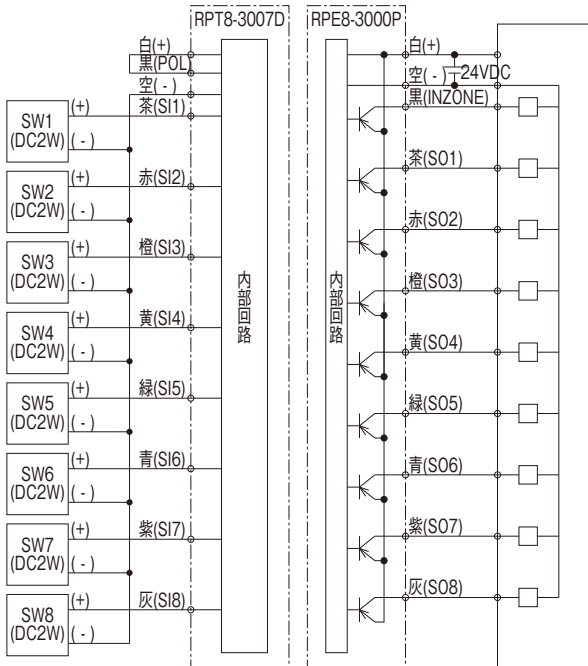 RPT8-3007D
RPE8-3000P
白(+)
黒(POL)
空( - )
茶(SI1)
SW1
(DC2W)
(+)
( - )
赤(SI2)
SW2
(DC2W)
(+)
( - )
橙(SI3)
SW3
(DC2W)
(+)
( - )
黄(SI4)
SW4
(DC2W)
(+)
( - )
緑(SI5)
SW5
(DC2W)
(+)
( - )
青(SI6)
SW6
(DC2W)
(+)
( - )
紫(SI7)
SW7
(DC2W)
(+)
( - )
灰(SI8)
SW8
(DC2W)
(+)
( - )
内部回路
内部回路
白(+)
空( - )
24VDC
黒(INZONE)
茶(SO1)
赤(SO2)
橙(SO3)
黄(SO4)
緑(SO5)
青(SO6)
紫(SO7)
灰(SO8)